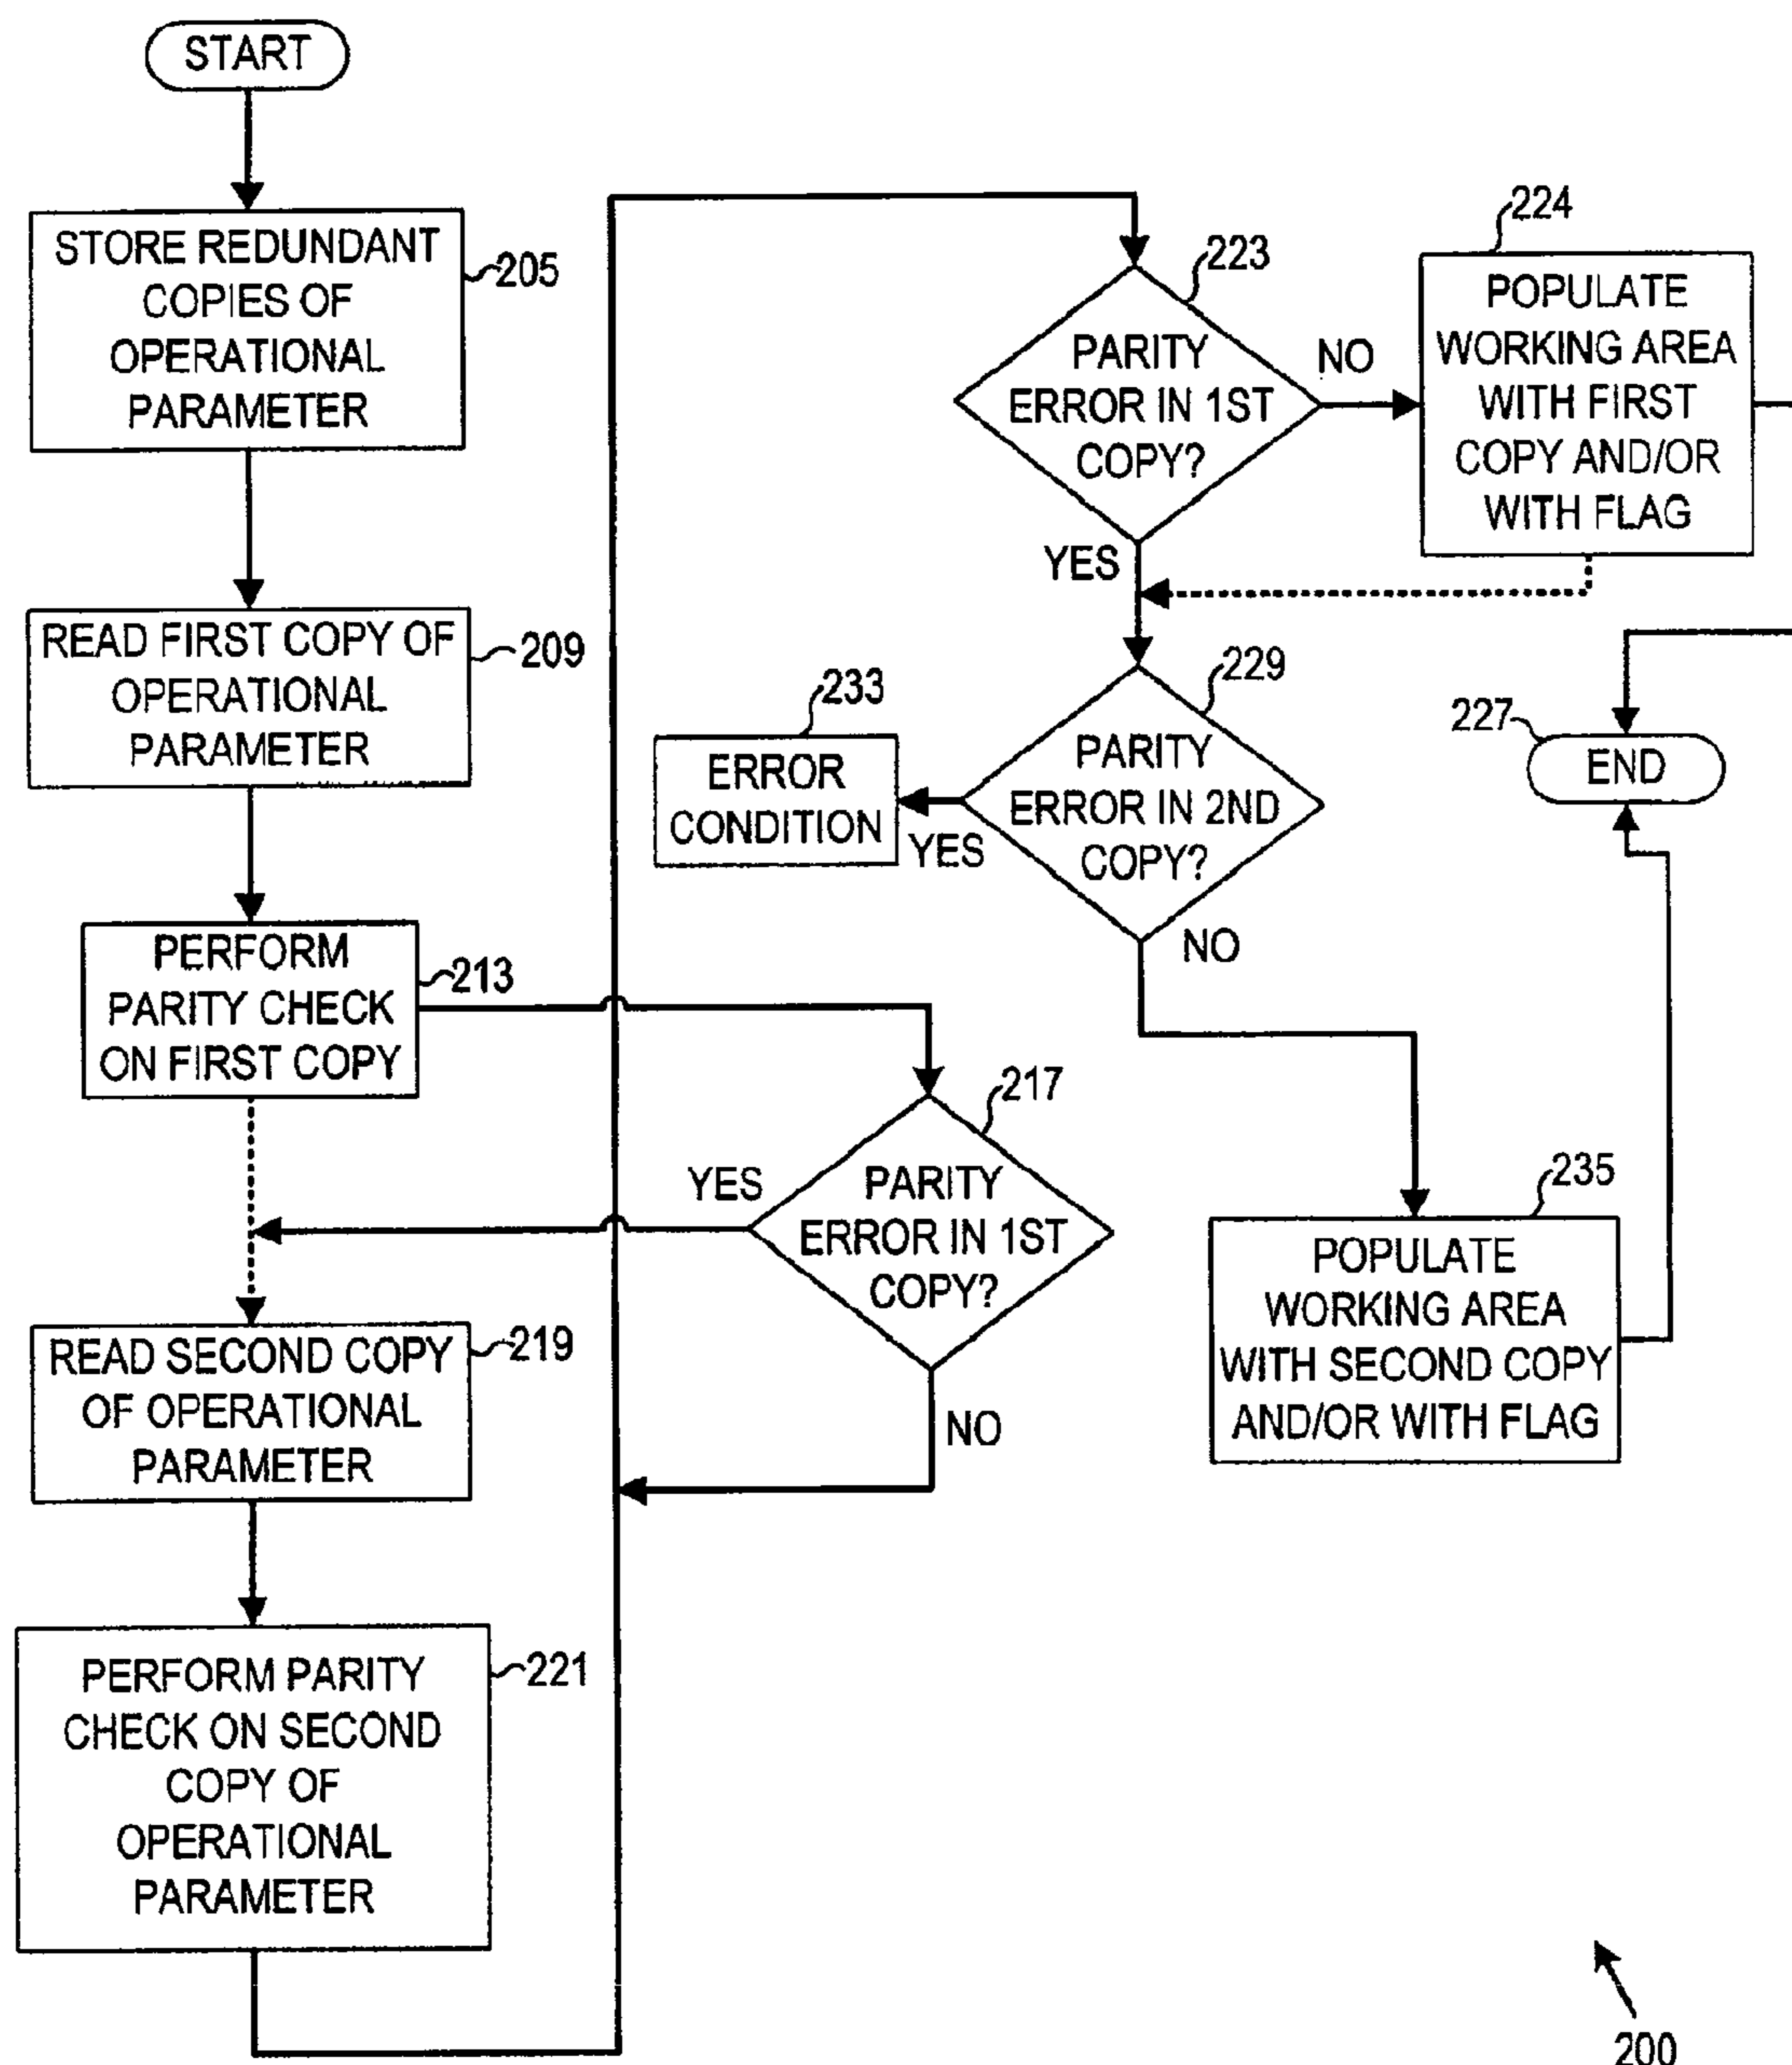 START
STORE REDUNDANT
COPIES OF
OPERATIONAL
PARAMETER
205
READ FIRST COPY OF
OPERATIONAL
PARAMETER
209
PERFORM
PARITY CHECK
ON FIRST COPY
213
PARITY
ERROR IN 1ST
COPY?
217
YES
NO
READ SECOND COPY
OF OPERATIONAL
PARAMETER
219
PERFORM PARITY
CHECK ON SECOND
COPY OF
OPERATIONAL
PARAMETER
221
PARITY
ERROR IN 1ST
COPY?
223
NO
YES
POPULATE
WORKING AREA
WITH FIRST
COPY AND/OR
WITH FLAG
224
PARITY
ERROR IN 2ND
COPY?
229
YES
NO
ERROR
CONDITION
233
END
227
POPULATE
WORKING AREA
WITH SECOND COPY
AND/OR WITH FLAG
235
200